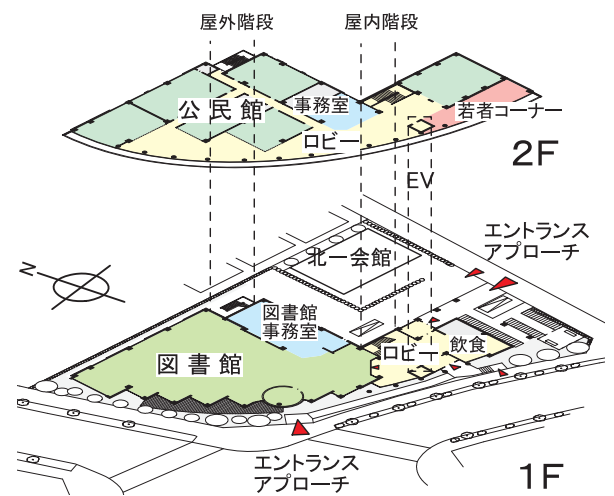 屋外階段
屋内階段
公民館
事務室
若者コーナー
ロビー
2F
EV
エントランス
アプローチ
北一会館
N
図書館
事務室
ロビー
飲食
図書館
エントランス
アプローチ
1F